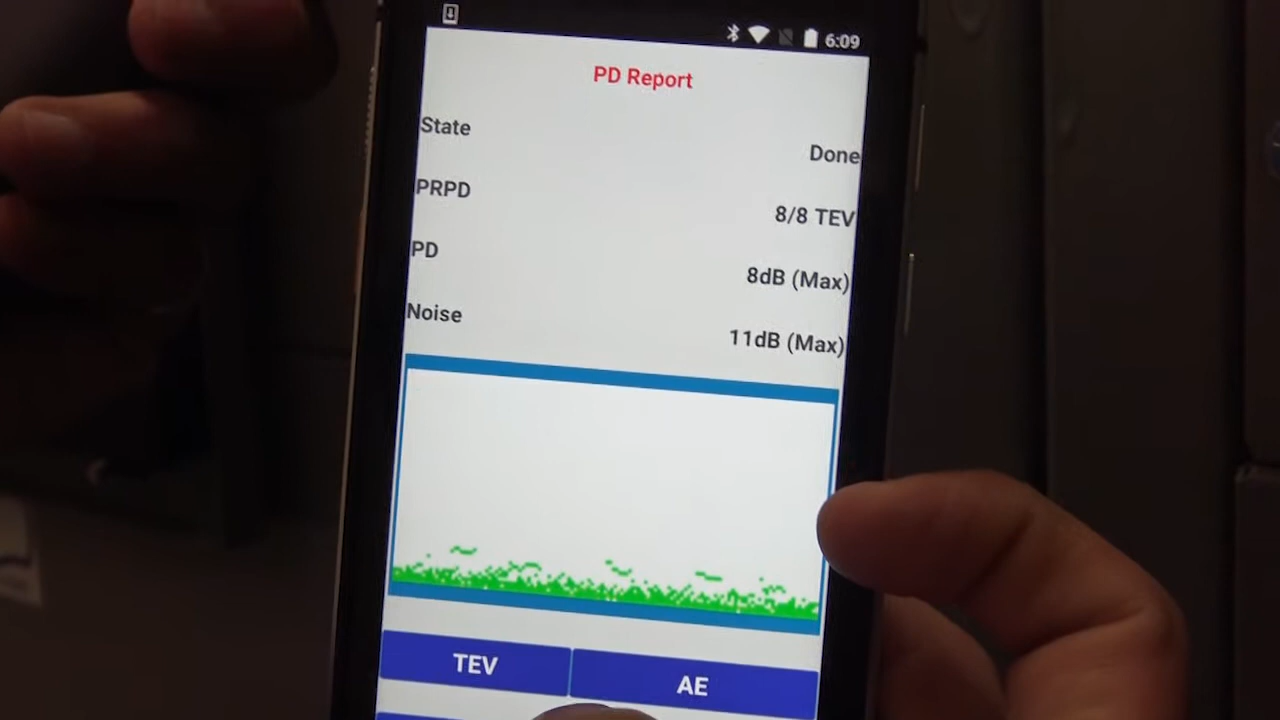 6:09
PD Report
State
Done
PRPD
8/8 TEV
PD
8dB (Max)
Noise
11dB (Max)
TEV
AE